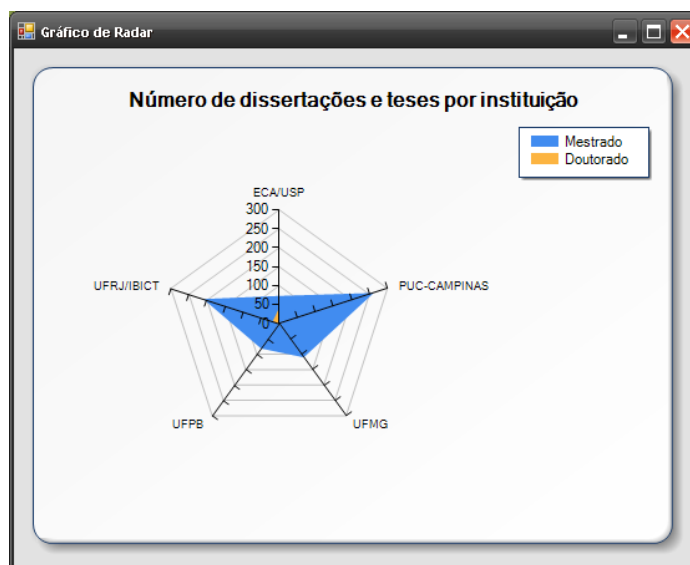 Gráfico de Radar
Número de dissertações e teses por instituição
Mestrado
Doutorado
ECA/USP
300
250
200
150
100
50
0
UFRJ/IBICT
PUC-CAMPINAS
UFPB
UFMG